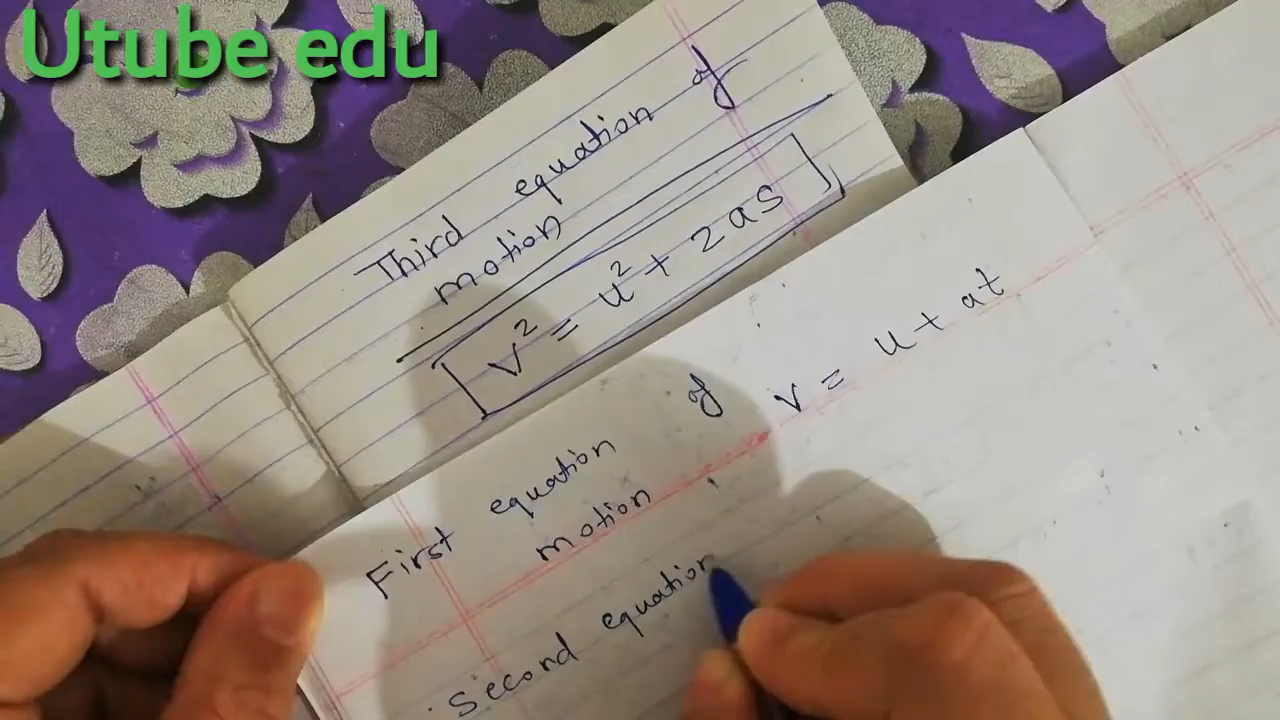 Utube edu
Third equation of
motion
v² = u² + 2as
First equation of v = u + at
motion
Second equation